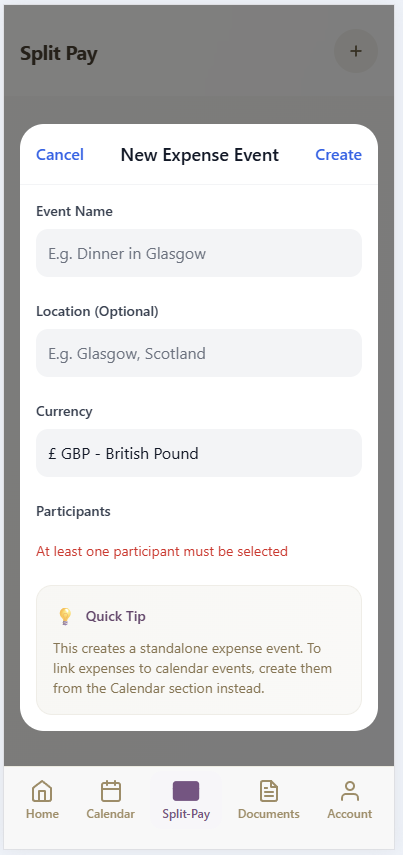 Split Pay
+
Cancel
New Expense Event
Create
Event Name
E.g. Dinner in Glasgow
Location (Optional)
E.g. Glasgow, Scotland
Currency
£ GBP - British Pound
Participants
At least one participant must be selected
Quick Tip
This creates a standalone expense event. To
link expenses to calendar events, create them
from the Calendar section instead.
Home
Calendar
Split-Pay
Documents
Account